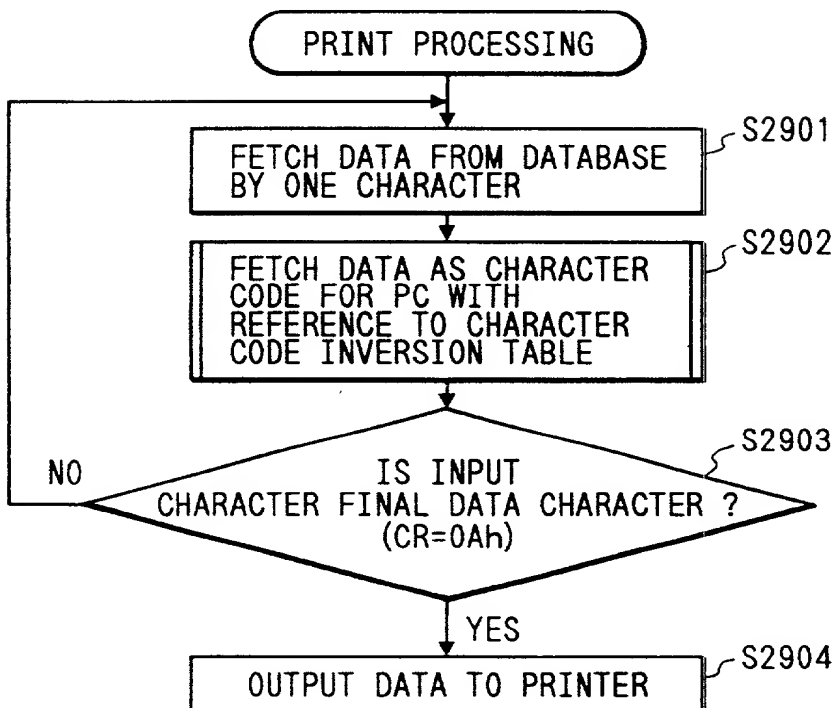 PRINT PROCESSING
S2901
FETCH DATA FROM DATABASE
BY ONE CHARACTER
S2902
FETCH DATA AS CHARACTER
CODE FOR PC WITH
REFERENCE TO CHARACTER
CODE INVERSION TABLE
S2903
NO
IS INPUT
CHARACTER FINAL DATA CHARACTER ?
(CR=0Ah)
YES
S2904
OUTPUT DATA TO PRINTER